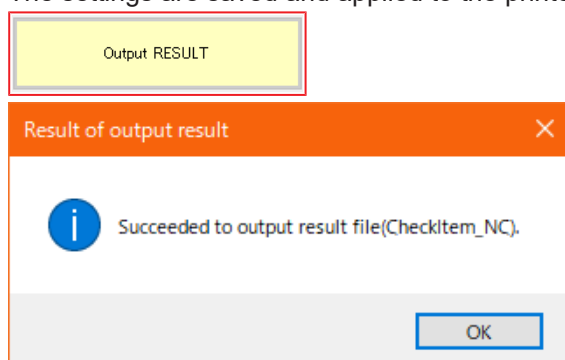 The settings are saved and applied to the printe
Output RESULT
Result of output result
Succeeded to output result file(CheckItem_NC).
OK